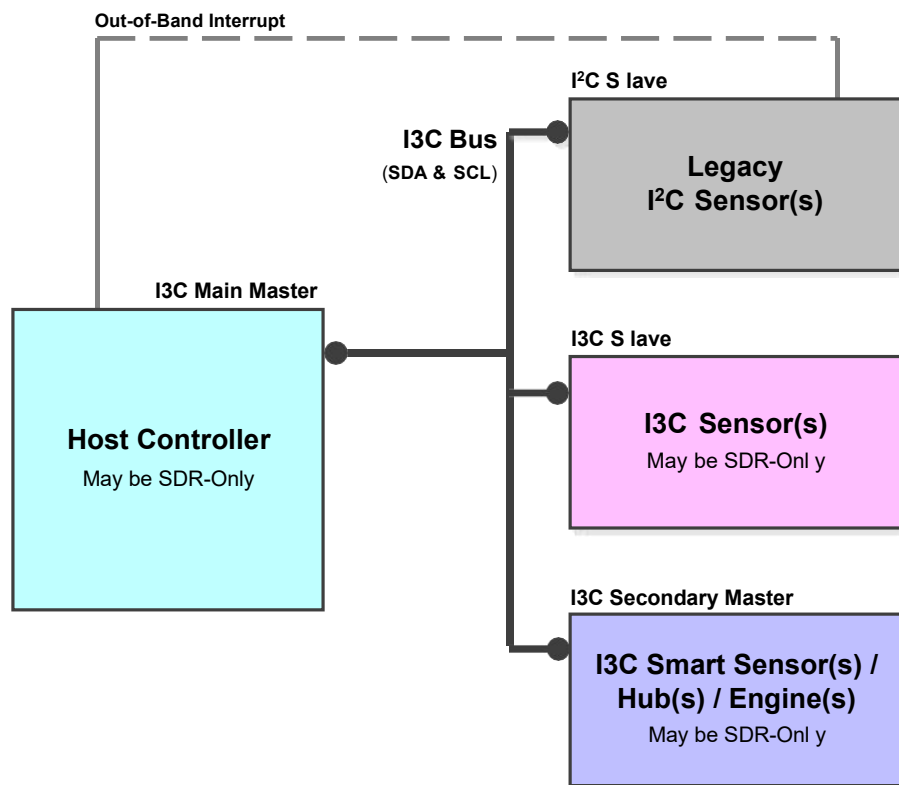 Out-of-Band Interrupt
I²C S lave
I3C Bus
(SDA & SCL)
Legacy
I²C Sensor(s)
I3C Main Master
Host Controller
May be SDR-Only
I3C S lave
I3C Sensor(s)
May be SDR-Onl y
I3C Secondary Master
I3C Smart Sensor(s) /
Hub(s) / Engine(s)
May be SDR-Onl y